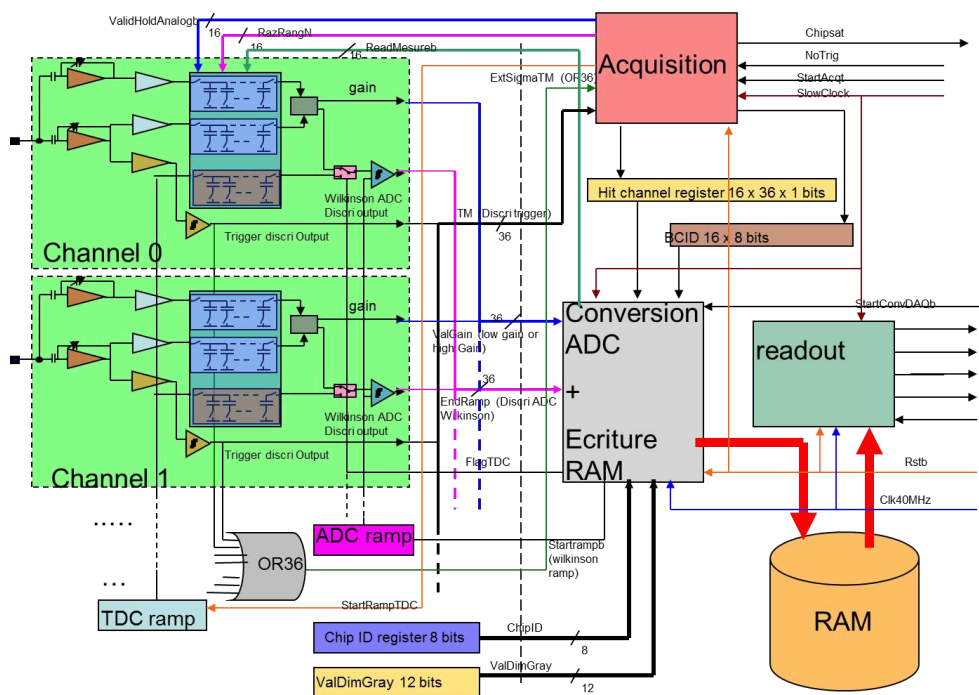 ValidHoldAnalogb
16
RazRangN
16
ReadMesureb
16
Acquisition
Chipsat
NoTrig
StartAcqt
SlowClock
ExtSigmaTM (OR36)
gain
Hit channel register 16 x 36 x 1 bits
BCID 16 x 8 bits
Wilkinson ADC
Discri output
TM (Discri trigger)
36
Trigger discri Output
Channel 0
gain
36
ValGain (low gain or
high Gain)
Conversion
ADC
+
Ecriture
RAM
StartConvDAQb
readout
36
EndRamp (Discri ADC
Wilkinson)
Wilkinson ADC
Discri output
Trigger discri Output
Channel 1
FlagTDC
Rstb
Clk40MHz
.....
ADC ramp
Startrampb
(wilkinson
ramp)
OR36
...
StartRampTDC
TDC ramp
RAM
Chip ID register 8 bits
ChipID
8
ValDimGray 12 bits
ValDimGray
12